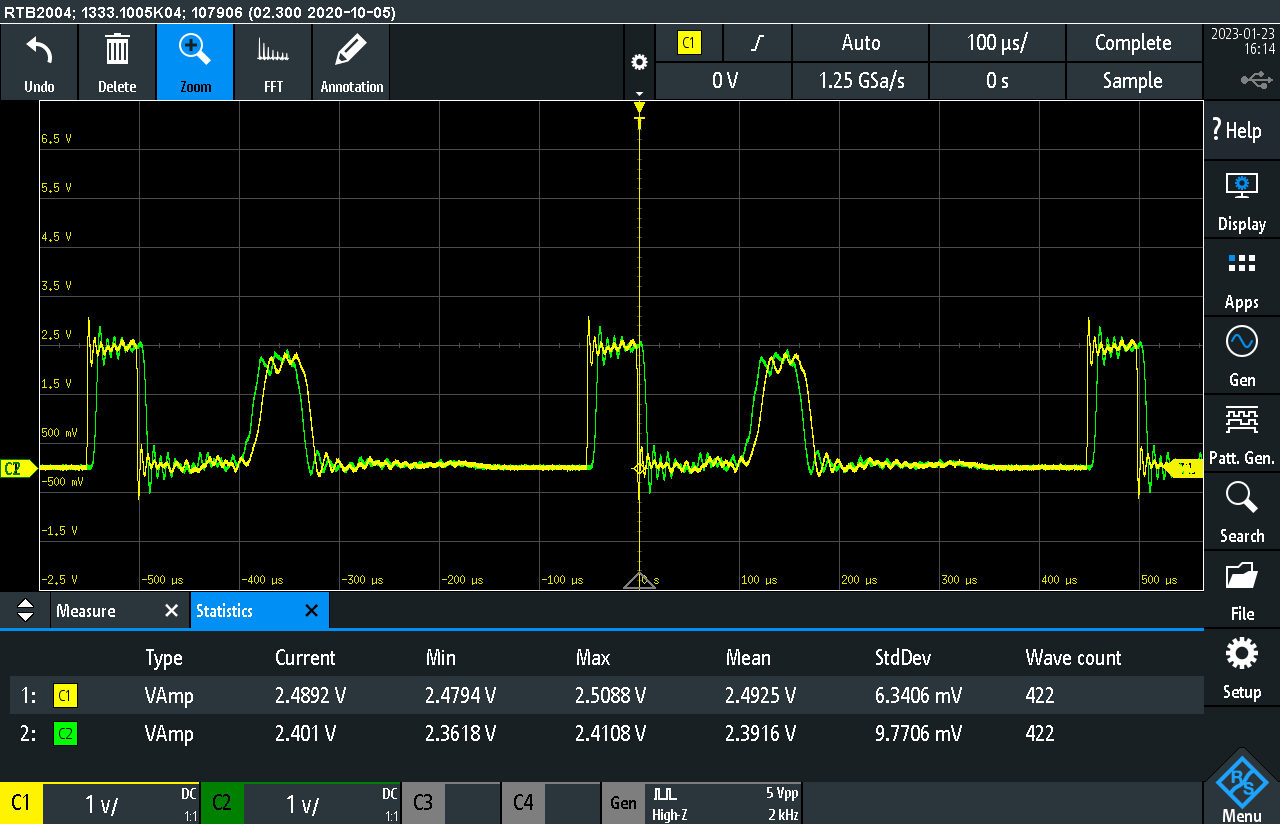 RTB2004; 1333.1005K04; 107906 (02.300 2020-10-05)
Undo
Delete
Zoom
FFT
Annotation
C1
Auto
100 µs/
Complete
0 V
1.25 GSa/s
0 s
Sample
2023-01-23
16:14
? Help
Display
Apps
Gen
Patt. Gen.
Search
File
Setup
Menu
T
6.5 V
5.5 V
4.5 V
3.5 V
2.5 V
1.5 V
500 mV
-500 mV
-1.5 V
-2.5 V
-500 µs
-400 µs
-300 µs
-200 µs
-100 µs
0 s
100 µs
200 µs
300 µs
400 µs
500 µs
Measure
Statistics
Type Current Min Max Mean StdDev Wave count
1: C1 VAmp 2.4892 V 2.4794 V 2.5088 V 2.4925 V 6.3406 mV 422
2: C2 VAmp 2.401 V 2.3618 V 2.4108 V 2.3916 V 9.7706 mV 422
C1 1 V/ DC 1:1
C2 1 V/ DC 1:1
C3
C4
Gen High-Z 5 Vpp 2 kHz
R&S